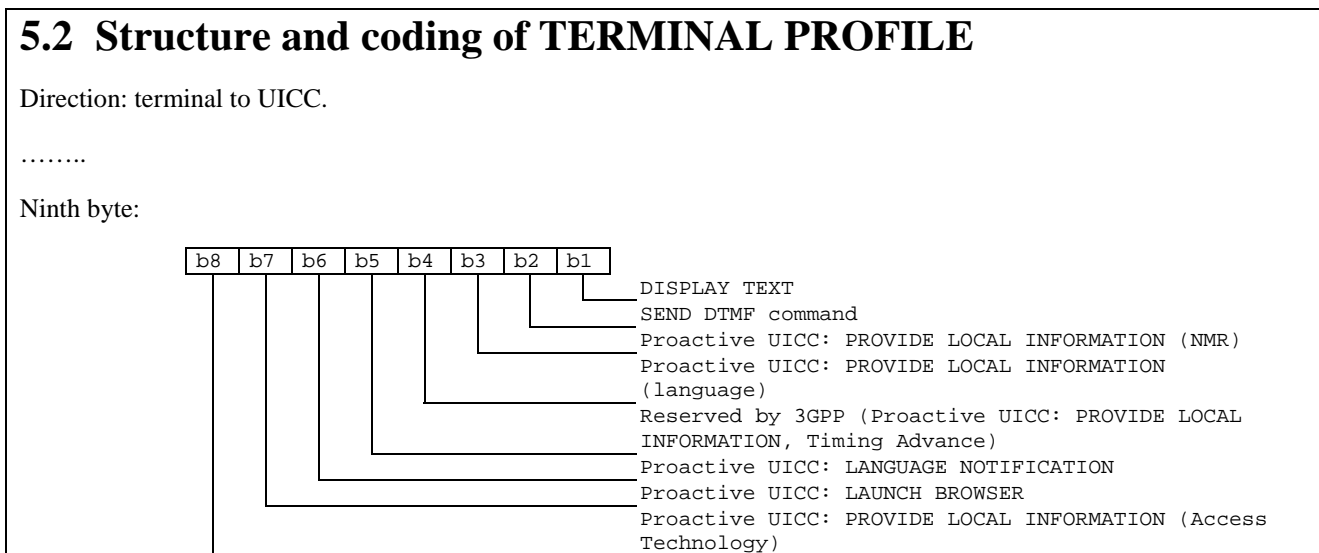 5.2 Structure and coding of TERMINAL PROFILE
Direction: terminal to UICC.
……..
Ninth byte:
b8 b7 b6 b5 b4 b3 b2 b1
DISPLAY TEXT
SEND DTMF command
Proactive UICC: PROVIDE LOCAL INFORMATION (NMR)
Proactive UICC: PROVIDE LOCAL INFORMATION
(language)
Reserved by 3GPP (Proactive UICC: PROVIDE LOCAL
INFORMATION, Timing Advance)
Proactive UICC: LANGUAGE NOTIFICATION
Proactive UICC: LAUNCH BROWSER
Proactive UICC: PROVIDE LOCAL INFORMATION (Access
Technology)